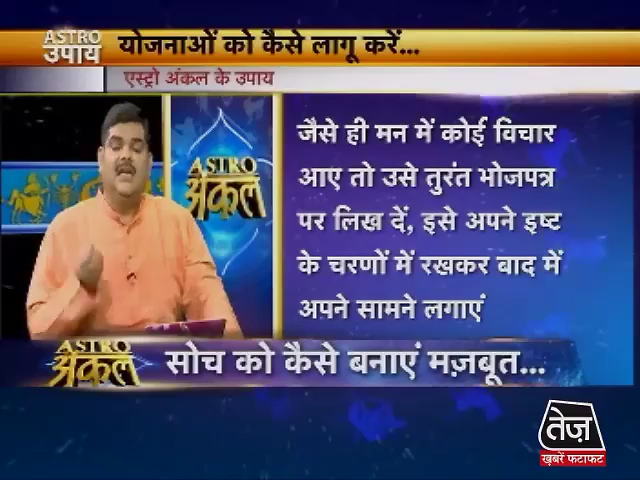 ASTRO
उपाय
योजनाओं को कैसे लागू करें...
एस्ट्रो अंकल के उपाय
ASTRO
अंकल
जैसे ही मन में कोई विचार
आए तो उसे तुरंत भोजपत्र
पर लिख दें, इसे अपने इष्ट
के चरणों में रखकर बाद में
अपने सामने लगाएं
ASTRO
अंकल
सोच को कैसे बनाएं मज़बूत...
तेज़
ख़बरें फटाफट